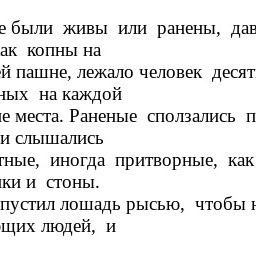 е были живы или ранены, дав
ак копны на
й пашне, лежало человек десят
ных на каждой
е места. Раненые сползались п
и слышались
тные, иногда притворные, как
ки и стоны.
пустил лошадь рысью, чтобы н
щих людей, и